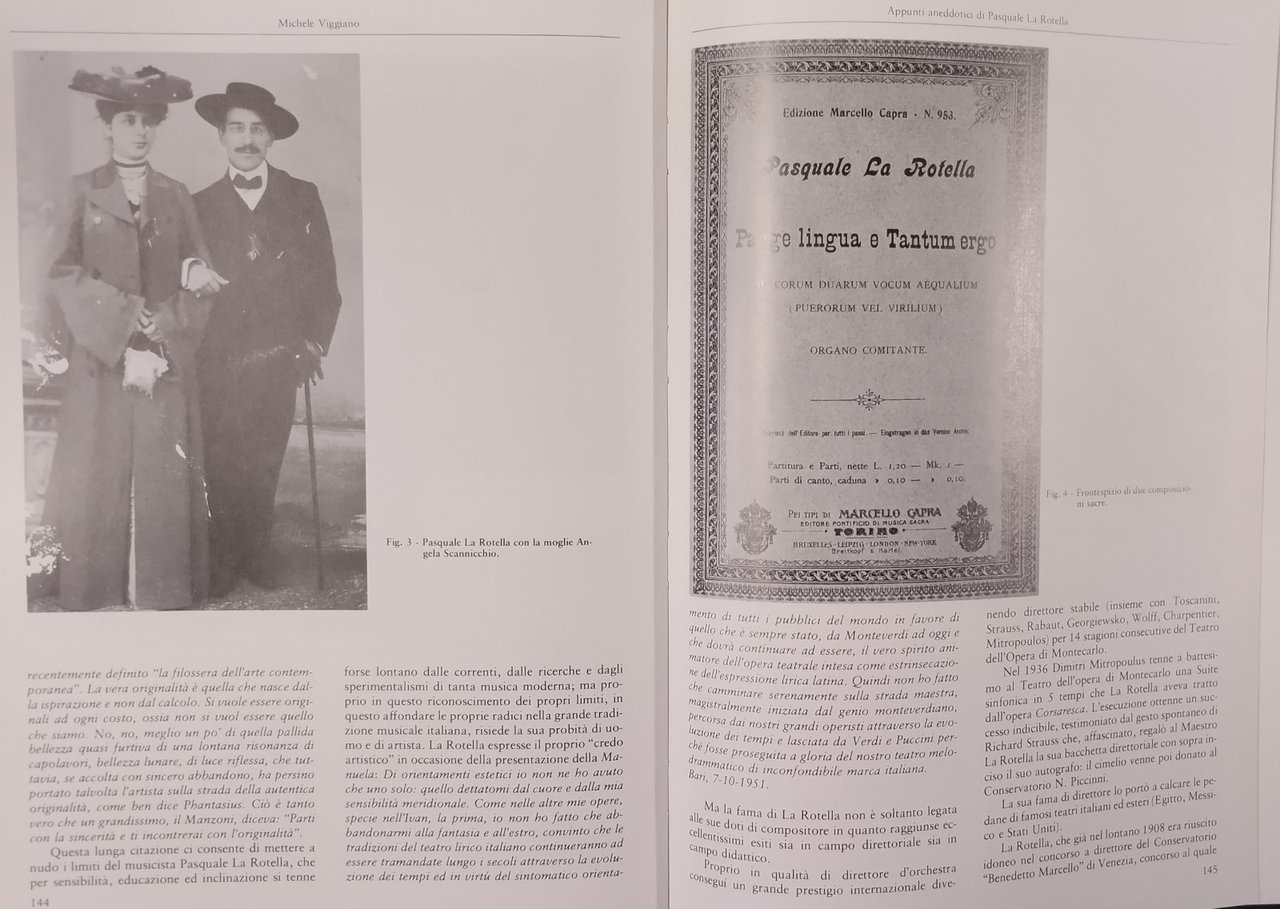 Michele Viggiano
Fig. 3 - Pasquale La Rotella con la moglie An-
gela Scannicchio.
recentemente definito “la filossera dell'arte contem-
poranea”. La vera originalità è quella che nasce dal-
la ispirazione e non dal calcolo. Si vuole essere origi-
nali ad ogni costo, ossia non si vuol essere quello
che siamo. No, no, meglio un po' di quella pallida
bellezza quasi furtiva di una lontana risonanza di
capolavori, bellezza lunare, di luce riflessa, che tut-
tavia, se accolta con sincero abbandono, ha persino
portato talvolta l'artista sulla strada della autentica
originalità, come ben dice Phantasius. Ciò è tanto
vero che un grandissimo, il Manzoni, diceva: “Parti
con la sincerità e ti incontrerai con l'originalità”.
Questa lunga citazione ci consente di mettere a
nudo i limiti del musicista Pasquale La Rotella, che
per sensibilità, educazione ed inclinazione si tenne
forse lontano dalle correnti, dalle ricerche e dagli
sperimentalismi di tanta musica moderna; ma pro-
prio in questo riconoscimento dei propri limiti, in
questo affondare le proprie radici nella grande tradi-
zione musicale italiana, risiede la sua probità di uo-
mo e di artista. La Rotella espresse il proprio “credo
artistico” in occasione della presentazione della Ma-
nuela: Di orientamenti estetici io non ne ho avuto
che uno solo: quello dettatomi dal cuore e dalla mia
sensibilità meridionale. Come nelle altre mie opere,
specie nell'Ivan, la prima, io non ho fatto che ab-
bandonarmi alla fantasia e all'estro, convinto che le
tradizioni del teatro lirico italiano continueranno ad
essere tramandate lungo i secoli attraverso la evolu-
zione dei tempi ed in virtú del sintomatico orienta-
144
Appunti aneddotici di Pasquale La Rotella
Edizione Marcello Capra - N. 953.
Pasquale La Rotella
Pange lingua e Tantum ergo
CORUM DUARUM VOCUM AEQUALIUM
(PUERORUM VEL VIRILIUM)
ORGANO COMITANTE.
Proprietà dell'Editore per tutti i paesi. — Eingetragen in das Vereins Archiv.
Partitura e Parti, nette L. 1,20 — Mk. 1 —
Parti di canto, caduna » 0,10 — » 0,10.
PEI TIPI DI MARCELLO CAPRA
EDITORE PONTIFICIO DI MUSICA SACRA
TORINO
BRUXELLES - LEIPZIG - LONDON - NEW-YORK
Breitkopf & Härtel.
Fig. 4 - Frontespizio di due composizio-
ni sacre.
mento di tutti i pubblici del mondo in favore di
quello che è sempre stato, da Monteverdi ad oggi e
che dovrà continuare ad essere, il vero spirito ani-
matore dell'opera teatrale intesa come estrinsecazio-
ne dell'espressione lirica latina. Quindi non ho fatto
che camminare serenamente sulla strada maestra,
magistralmente iniziata dal genio monteverdiano,
percorsa dai nostri grandi operisti attraverso la evo-
luzione dei tempi e lasciata da Verdi e Puccini per-
ché fosse proseguita a gloria del nostro teatro melo-
drammatico di inconfondibile marca italiana.
Bari, 7-10-1951.
Ma la fama di La Rotella non è soltanto legata
alle sue doti di compositore in quanto raggiunse ec-
cellentissimi esiti sia in campo direttoriale sia in
campo didattico.
Proprio in qualità di direttore d'orchestra
conseguì un grande prestigio internazionale dive-
nendo direttore stabile (insieme con Toscanini,
Strauss, Rabaut, Georgiewsko, Wolff, Charpentier,
Mitropoulos) per 14 stagioni consecutive del Teatro
dell'Opera di Montecarlo.
Nel 1936 Dimitri Mitropoulus tenne a battesi-
mo al Teatro dell'opera di Montecarlo una Suite
sinfonica in 5 tempi che La Rotella aveva tratto
dall'opera Corsaresca. L'esecuzione ottenne un suc-
cesso indicibile, testimoniato dal gesto spontaneo di
Richard Strauss che, affascinato, regalò al Maestro
La Rotella la sua bacchetta direttoriale con sopra in-
ciso il suo autografo: il cimelio venne poi donato al
Conservatorio N. Piccinni.
La sua fama di direttore lo portò a calcare le pe-
dane di famosi teatri italiani ed esteri (Egitto, Messi-
co e Stati Uniti).
La Rotella, che già nel lontano 1908 era riuscito
idoneo nel concorso a direttore del Conservatorio
“Benedetto Marcello” di Venezia, concorso al quale
145